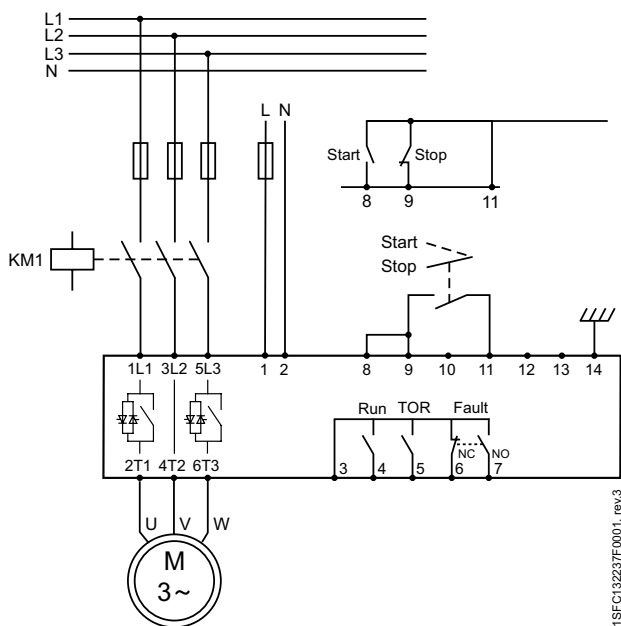 L1
L2
L3
N
L N
Start Stop
8 9 11
Start
Stop
KM1
1L1 3L2 5L3 1 2 8 9 10 11 12 13 14
Run TOR Fault
NC NO
2T1 4T2 6T3 3 4 5 6 7
U V W
M
3~
1SFC132237F0001, rev.3